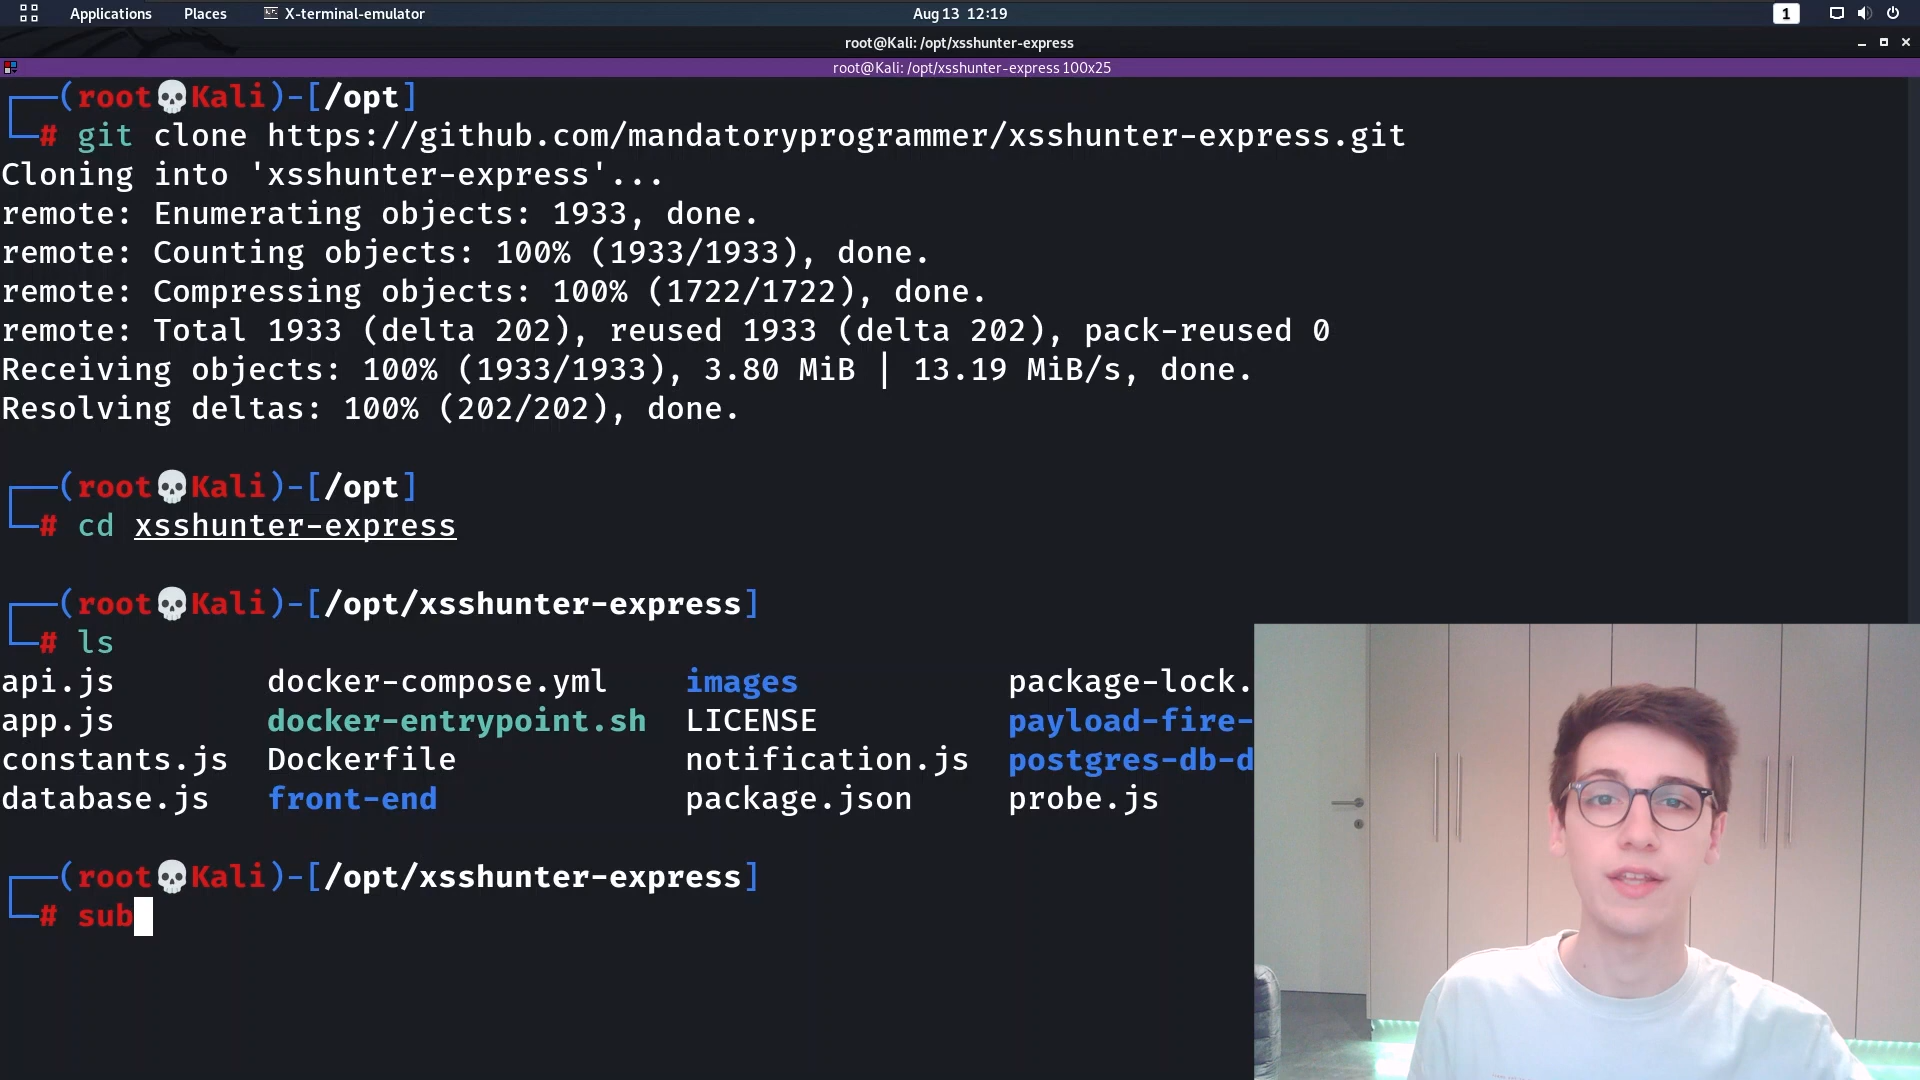 Applications Places X-terminal-emulator Aug 13 12:19 1
root@Kali: /opt/xsshunter-express
root@Kali: /opt/xsshunter-express 100x25
(root💀Kali)-[/opt]
# git clone https://github.com/mandatoryprogrammer/xsshunter-express.git
Cloning into 'xsshunter-express'...
remote: Enumerating objects: 1933, done.
remote: Counting objects: 100% (1933/1933), done.
remote: Compressing objects: 100% (1722/1722), done.
remote: Total 1933 (delta 202), reused 1933 (delta 202), pack-reused 0
Receiving objects: 100% (1933/1933), 3.80 MiB | 13.19 MiB/s, done.
Resolving deltas: 100% (202/202), done.
(root💀Kali)-[/opt]
# cd xsshunter-express
(root💀Kali)-[/opt/xsshunter-express]
# ls
api.js docker-compose.yml images package-lock.
app.js docker-entrypoint.sh LICENSE payload-fire-
constants.js Dockerfile notification.js postgres-db-d
database.js front-end package.json probe.js
(root💀Kali)-[/opt/xsshunter-express]
# sub